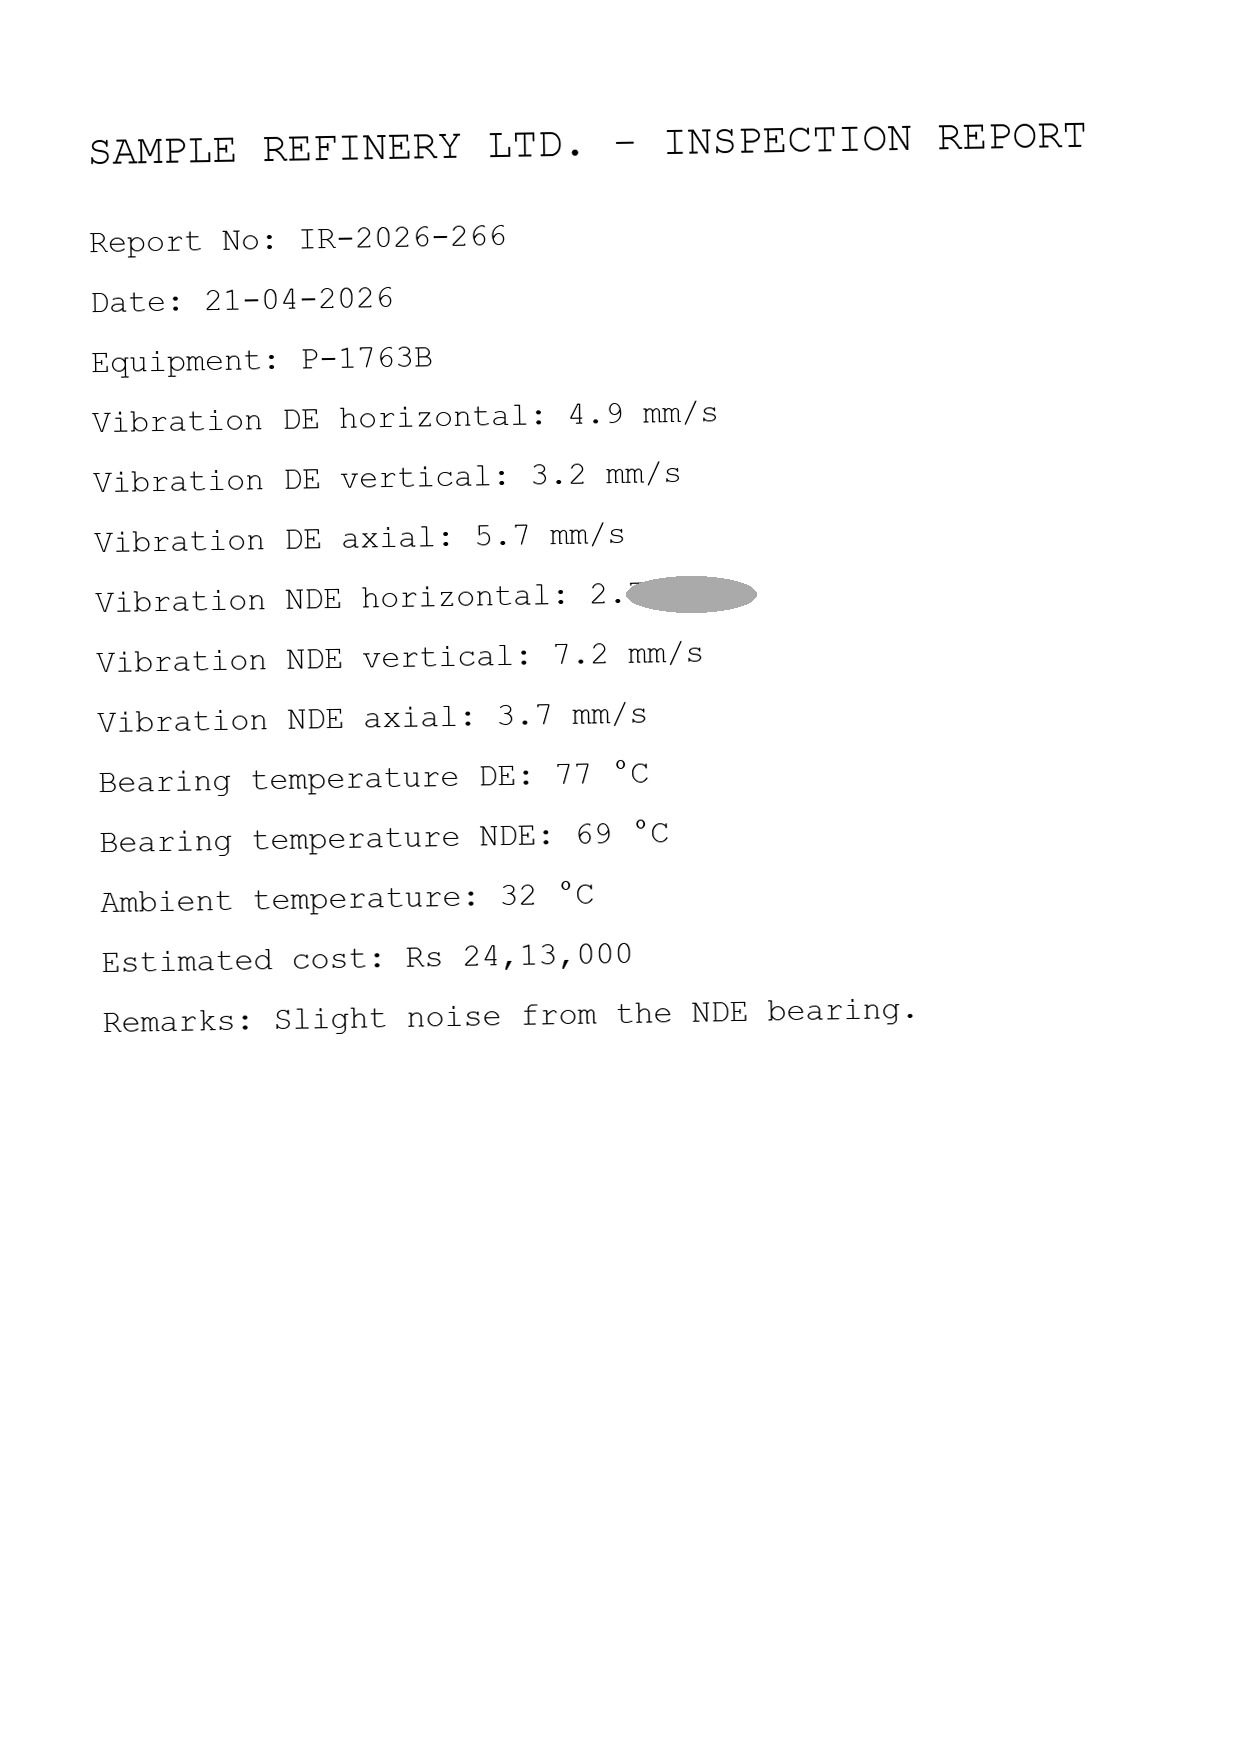 SAMPLE REFINERY LTD. - INSPECTION REPORT
Report No: IR-2026-266
Date: 21-04-2026
Equipment: P-1763B
Vibration DE horizontal: 4.9 mm/s
Vibration DE vertical: 3.2 mm/s
Vibration DE axial: 5.7 mm/s
Vibration NDE horizontal:
Vibration NDE vertical: 7.2 mm/s
Vibration NDE axial: 3.7 mm/s
Bearing temperature DE: 77 °C
Bearing temperature NDE: 69 °C
Ambient temperature: 32 °C
Estimated cost: Rs 24,13,000
Remarks: Slight noise from the NDE bearing.